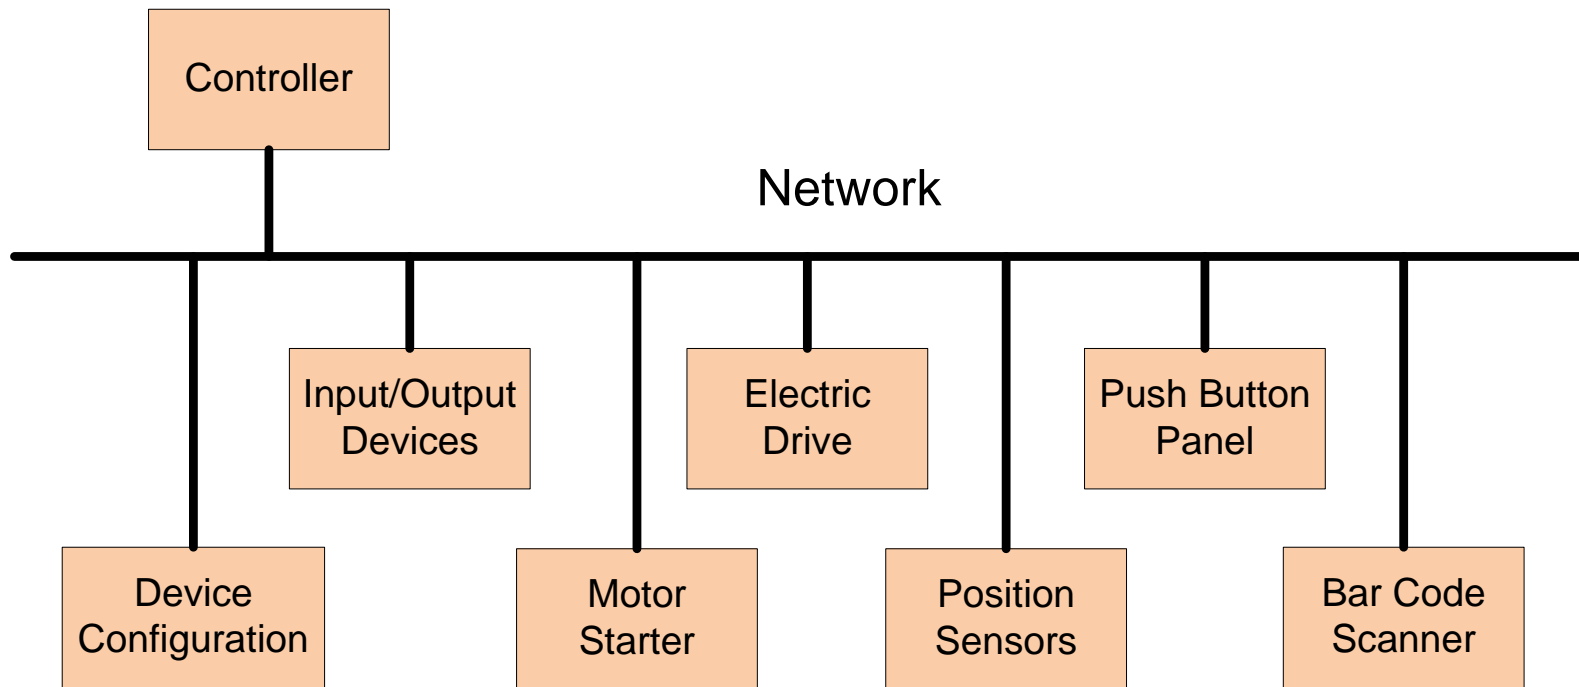 Controller
Network
Input/Output
Devices
Electric
Drive
Push Button
Panel
Device
Configuration
Motor
Starter
Position
Sensors
Bar Code
Scanner